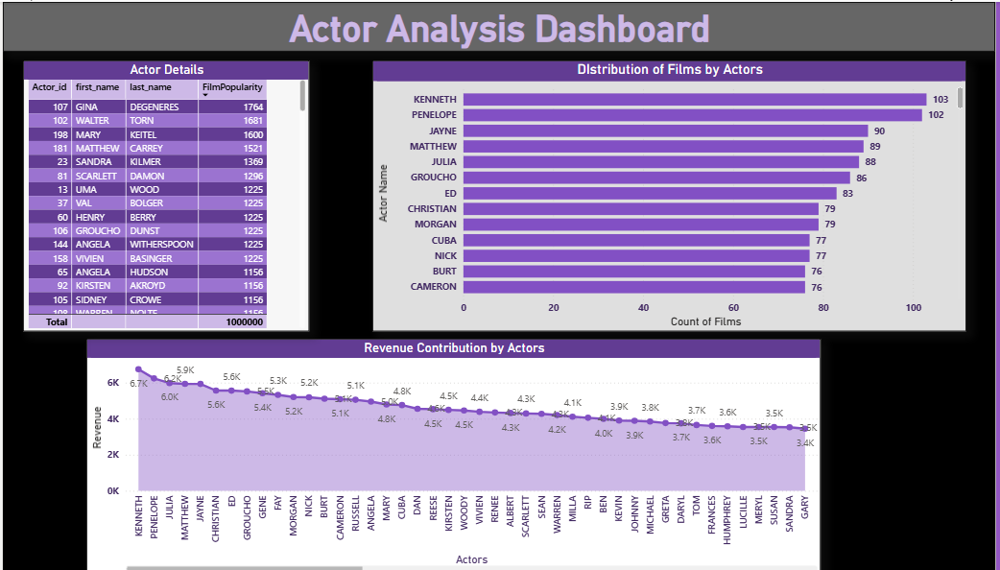 Actor Analysis Dashboard
Actor Details
Actor_id first_name last_name FilmPopularity
107 GINA DEGENERES 1764
102 WALTER TORN 1681
198 MARY KEITEL 1600
181 MATTHEW CARREY 1521
23 SANDRA KILMER 1369
81 SCARLETT DAMON 1296
13 UMA WOOD 1225
37 VAL BOLGER 1225
60 HENRY BERRY 1225
106 GROUCHO DUNST 1225
144 ANGELA WITHERSPOON 1225
158 VIVIEN BASINGER 1225
65 ANGELA HUDSON 1156
92 KIRSTEN AKROYD 1156
105 SIDNEY CROWE 1156
108 WARREN NOLTE 1156
Total 1000000
DIstribution of Films by Actors
Actor Name
KENNETH 103
PENELOPE 102
JAYNE 90
MATTHEW 89
JULIA 88
GROUCHO 86
ED 83
CHRISTIAN 79
MORGAN 79
CUBA 77
NICK 77
BURT 76
CAMERON 76
0 20 40 60 80 100
Count of Films
Revenue Contribution by Actors
Revenue
6K
4K
2K
0K
6.7K 6.2K 6.0K 5.9K 5.6K 5.6K 5.5K 5.4K 5.3K 5.2K 5.2K 5.1K 5.1K 5.0K 4.8K 4.8K 4.5K 4.5K 4.5K 4.4K 4.3K 4.3K 4.2K 4.1K 4.0K 3.9K 3.9K 3.8K 3.7K 3.7K 3.6K 3.6K 3.5K 3.5K 3.5K 3.4K
KENNETH PENELOPE JULIA MATTHEW JAYNE CHRISTIAN ED GROUCHO GENE FAY MORGAN NICK BURT CAMERON RUSSELL ANGELA MARY CUBA DAN REESE KIRSTEN WOODY VIVIEN RENEE ALBERT SCARLETT SEAN WARREN MILLA RIP BEN KEVIN JOHNNY MICHAEL GRETA DARYL TOM FRANCES HUMPHREY LUCILLE MERYL SUSAN SANDRA GARY
Actors